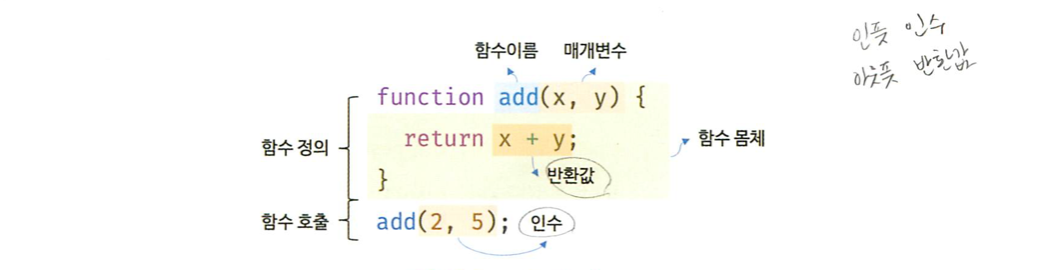 인풋 인수
아웃풋 반환값
함수이름 매개변수
function add(x, y) {
함수 정의
return x + y;
함수 몸체
}
반환값
함수 호출
add(2, 5);
인수